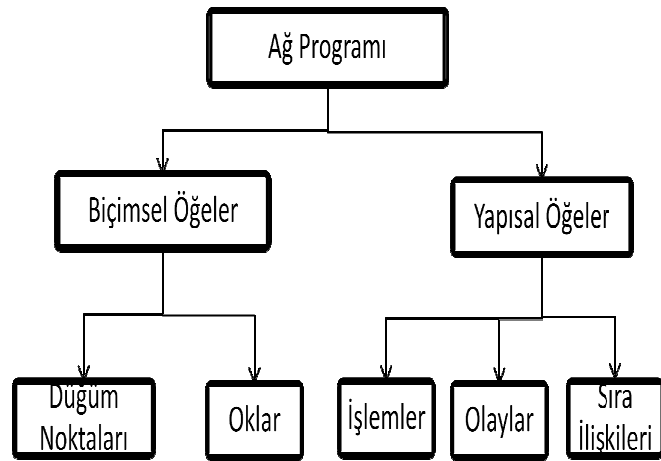 Ağ Programı
Biçimsel Öğeler
Yapısal Öğeler
Düğüm
Noktaları
Oklar
İşlemler
Olaylar
Sıra
İlişkileri